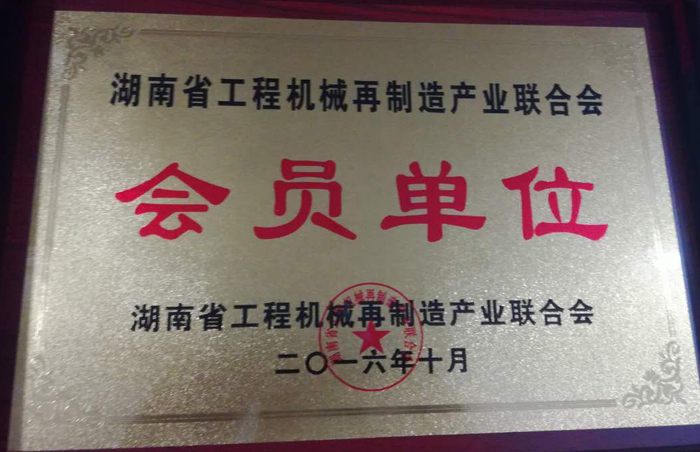 湖南省工程机械再制造产业联合会
会员单位
湖南省工程机械再制造产业联合会
二〇一六年十月